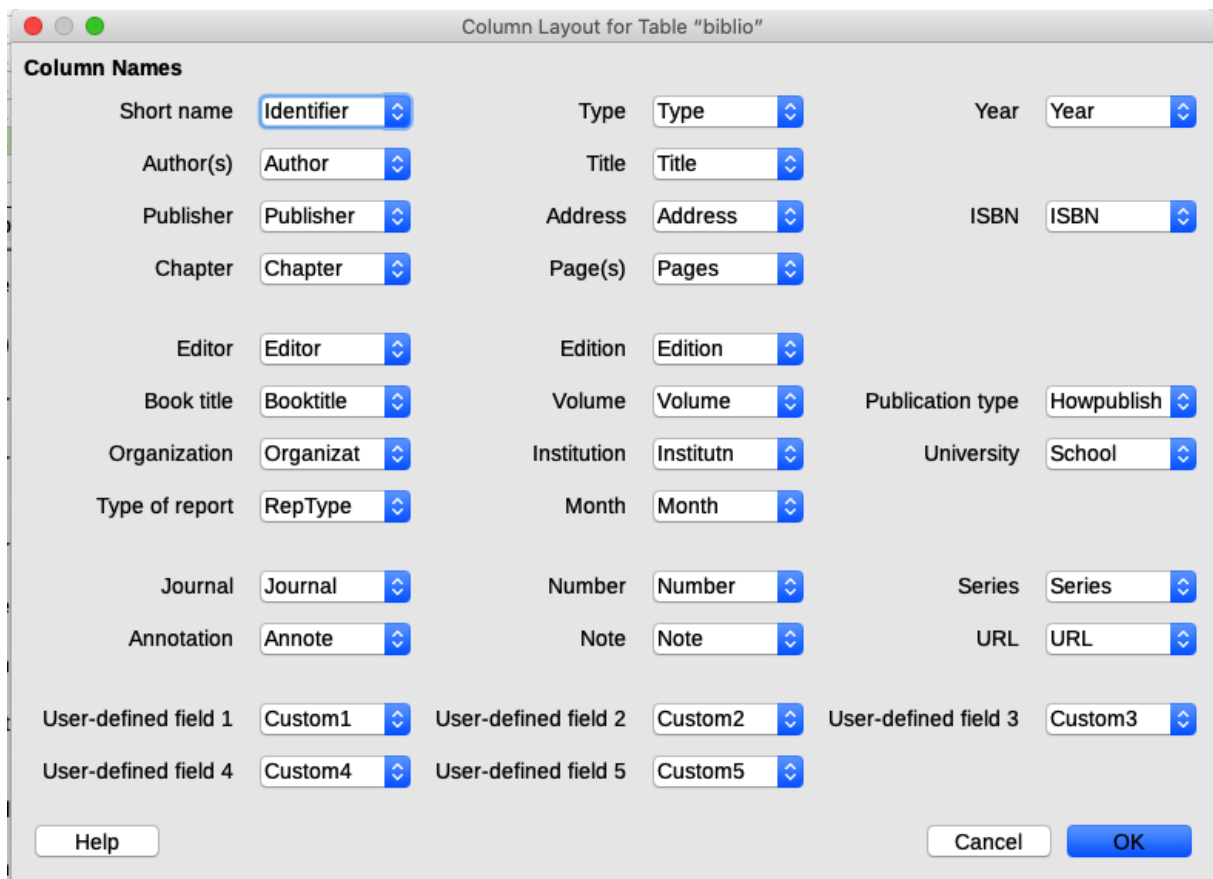 Column Layout for Table “biblio”
Column Names
Short name Identifier Type Type Year Year
Author(s) Author Title Title
Publisher Publisher Address Address ISBN ISBN
Chapter Chapter Page(s) Pages
Editor Editor Edition Edition
Book title Booktitle Volume Volume Publication type Howpublish
Organization Organizat Institution Institutn University School
Type of report RepType Month Month
Journal Journal Number Number Series Series
Annotation Annote Note Note URL URL
User-defined field 1 Custom1 User-defined field 2 Custom2 User-defined field 3 Custom3
User-defined field 4 Custom4 User-defined field 5 Custom5
Help Cancel OK